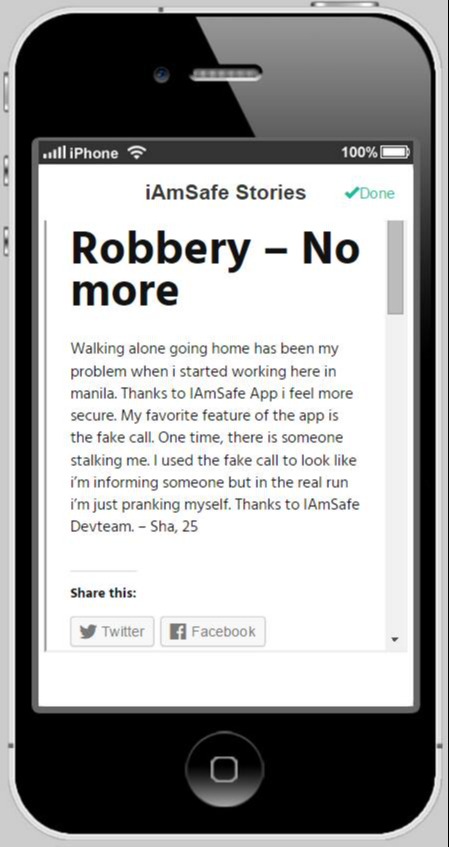 iPhone 100%
iAmSafe Stories Done
Robbery – No
more
Walking alone going home has been my
problem when i started working here in
manila. Thanks to IAmSafe App i feel more
secure. My favorite feature of the app is
the fake call. One time, there is someone
stalking me. I used the fake call to look like
i'm informing someone but in the real run
i'm just pranking myself. Thanks to IAmSafe
Devteam. – Sha, 25
Share this:
Twitter Facebook